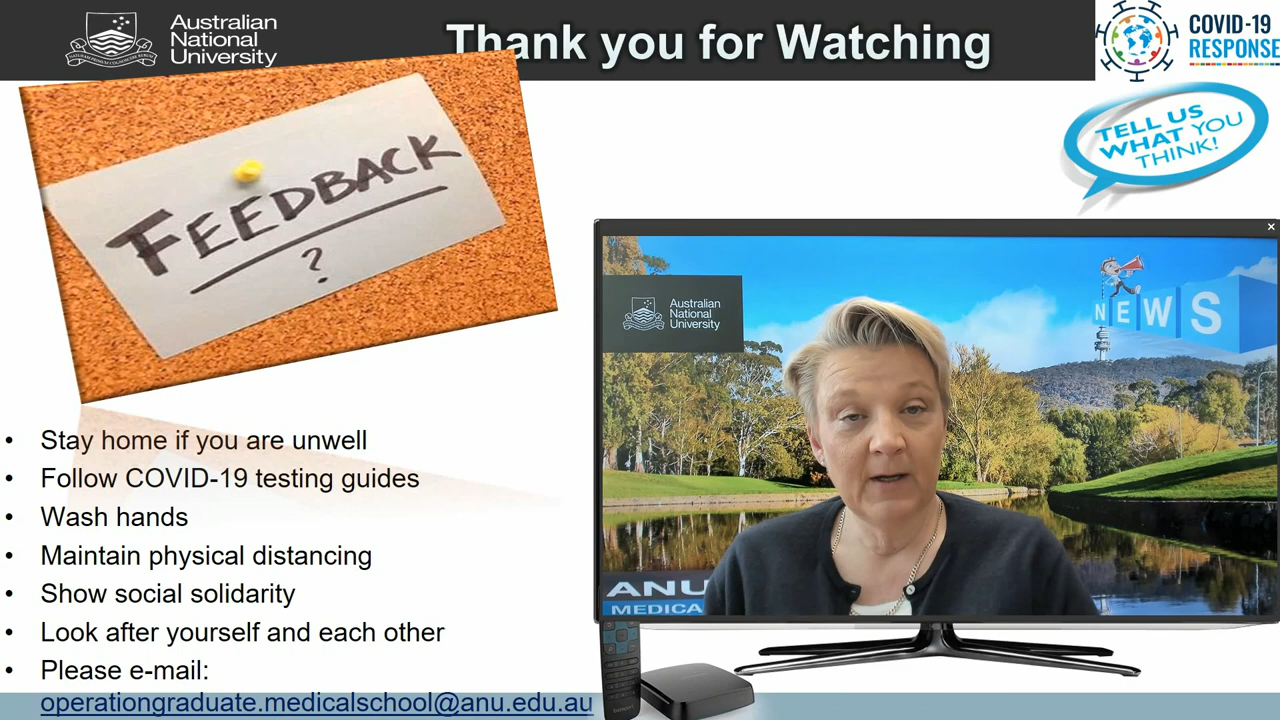 Australian
National
University
Thank you for Watching
COVID-19
RESPONSE
TELL US
WHAT YOU
THINK!
FEEDBACK
?
Australian
National
University
NEWS
• Stay home if you are unwell
• Follow COVID-19 testing guides
• Wash hands
• Maintain physical distancing
• Show social solidarity
• Look after yourself and each other
• Please e-mail:
operationgraduate.medicalschool@anu.edu.au
ANU
MEDICA